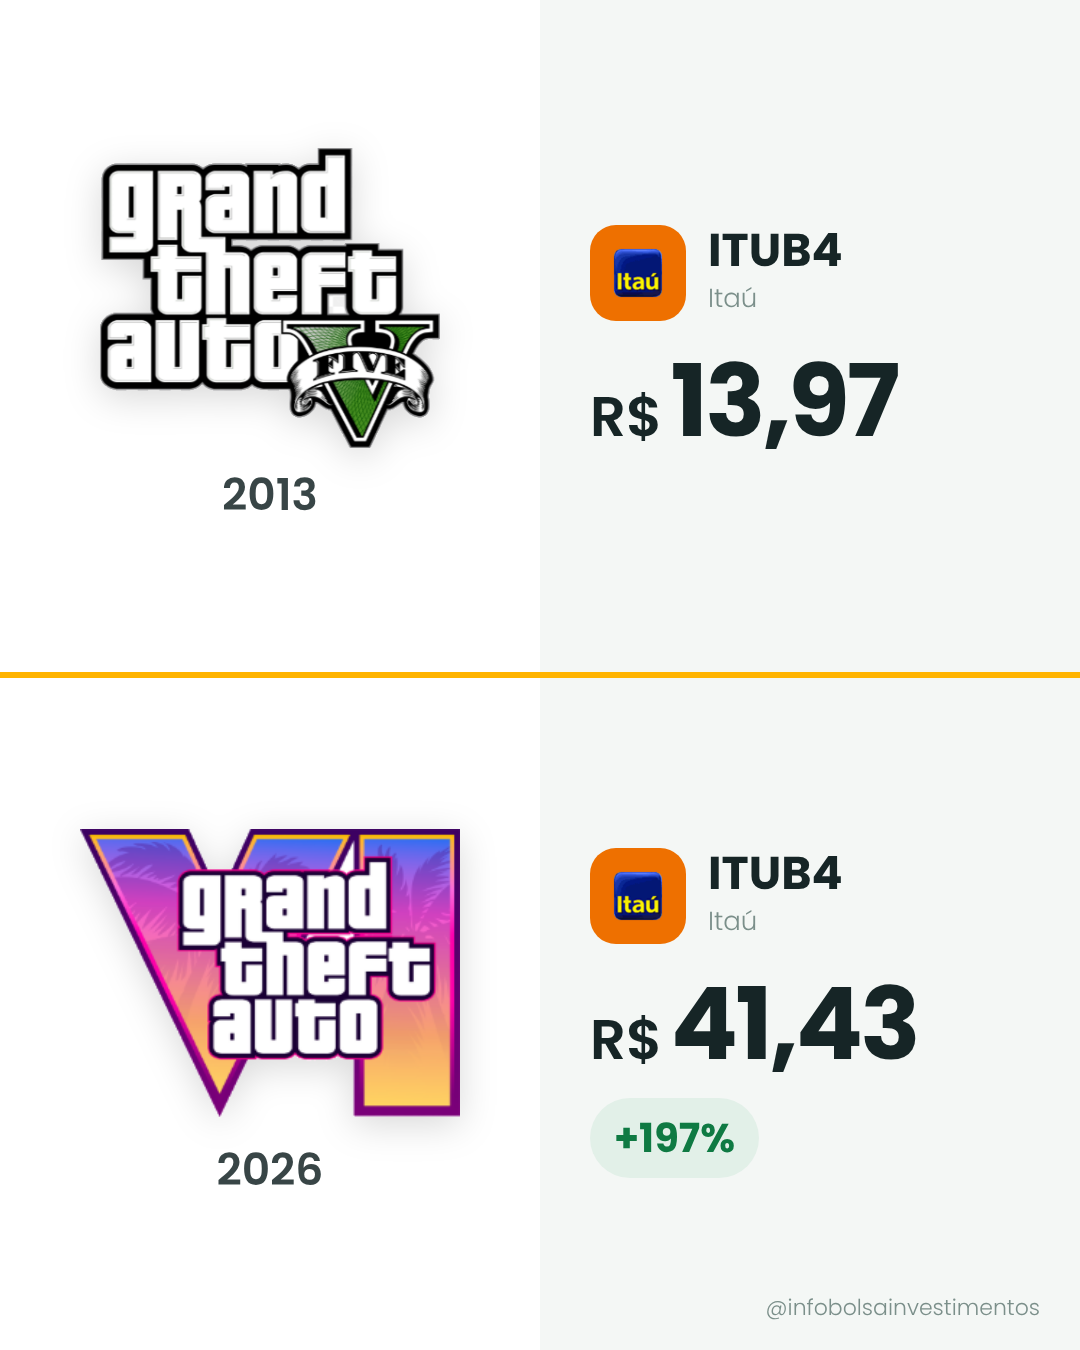 grand
theft
auto
FIVE
V
2013
Itaú
ITUB4
Itaú
R$ 13,97
VI
grand
theft
auto
2026
Itaú
ITUB4
Itaú
R$ 41,43
+197%
@infobolsainvestimentos